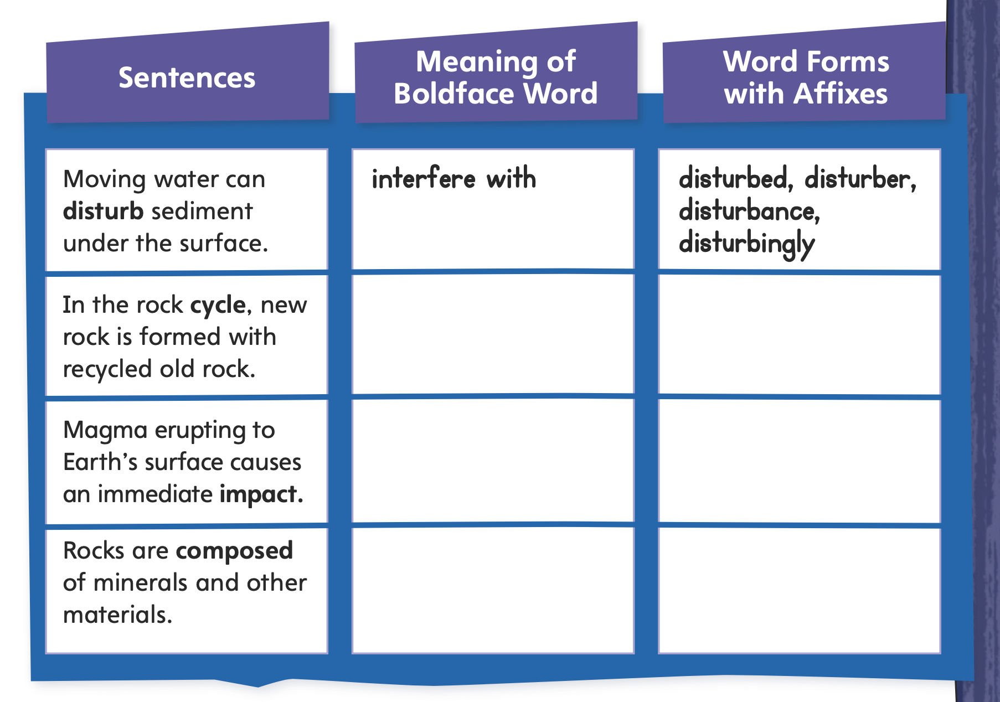 Sentences
Meaning of
Boldface Word
Word Forms
with Affixes
Moving water can
disturb sediment
under the surface.
interfere with
disturbed, disturber,
disturbance,
disturbingly
In the rock cycle, new
rock is formed with
recycled old rock.
Magma erupting to
Earth’s surface causes
an immediate impact.
Rocks are composed
of minerals and other
materials.